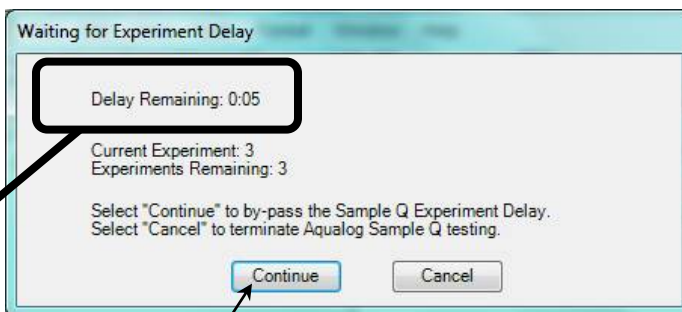 Waiting for Experiment Delay
Delay Remaining: 0:05
Current Experiment: 3
Experiments Remaining: 3
Select "Continue" to by-pass the Sample Q Experiment Delay.
Select "Cancel" to terminate Aqualog Sample Q testing.
Continue Cancel